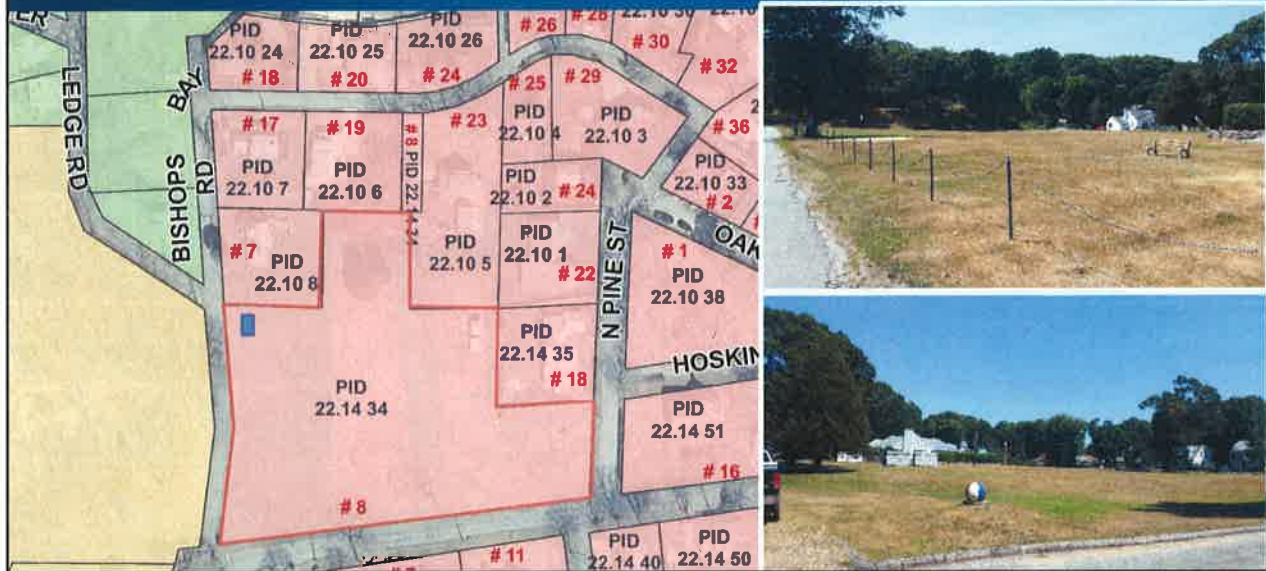 PID
22.10 24
# 18
PID
22.10 25
# 20
PID
22.10 26
# 24
# 26
# 28
# 30
# 32
# 25
# 29
LEDGE RD
BISHOPS BAY
RD
# 17
PID
22.10 7
# 19
PID
22.10 6
# 8 PID 22.14 34
# 23
PID
22.10 5
PID
22.10 4
PID
22.10 3
# 36
PID
22.10 33
# 2
PID
22.10 2
# 24
PID
22.10 1
# 22
# 7
PID
22.10 8
N PINE ST
OAK
# 1
PID
22.10 38
PID
22.14 35
# 18
HOSKIN
PID
22.14 34
# 8
PID
22.14 51
# 16
# 11
PID
22.14 40
PID
22.14 50